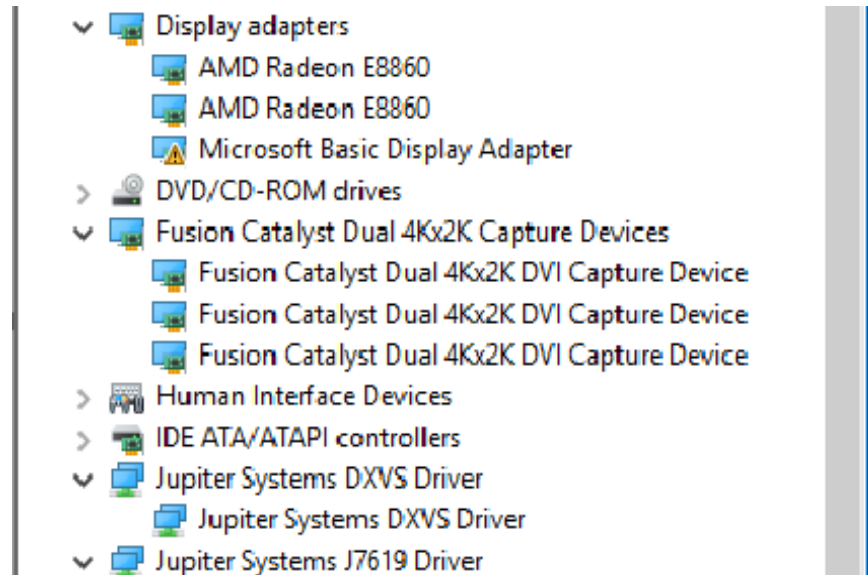 Display adapters
AMD Radeon E8860
AMD Radeon E8860
Microsoft Basic Display Adapter
DVD/CD-ROM drives
Fusion Catalyst Dual 4Kx2K Capture Devices
Fusion Catalyst Dual 4Kx2K DVI Capture Device
Fusion Catalyst Dual 4Kx2K DVI Capture Device
Fusion Catalyst Dual 4Kx2K DVI Capture Device
Human Interface Devices
IDE ATA/ATAPI controllers
Jupiter Systems DXVS Driver
Jupiter Systems DXVS Driver
Jupiter Systems J7619 Driver